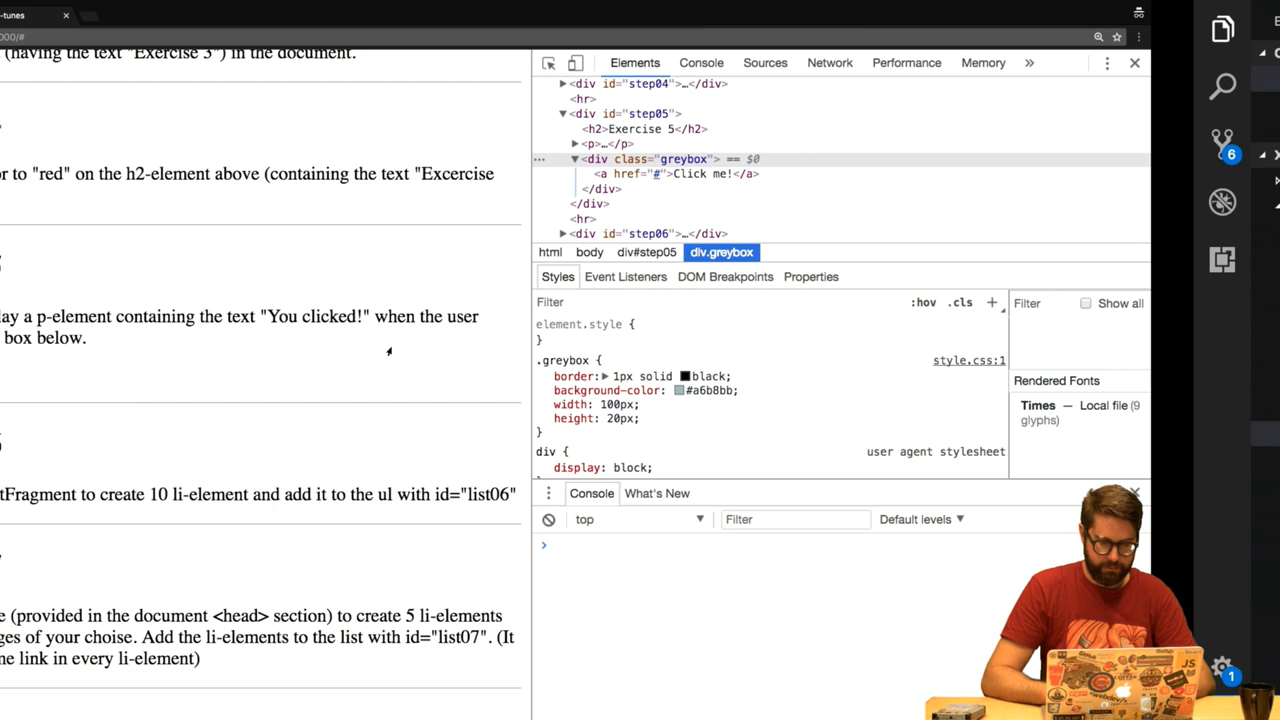 -tunes
000/#
(having the text "Exercise 3") in the document.
or to "red" on the h2-element above (containing the text "Excercise
lay a p-element containing the text "You clicked!" when the user
box below.
tFragment to create 10 li-element and add it to the ul with id="list06"
e (provided in the document <head> section) to create 5 li-elements
ges of your choise. Add the li-elements to the list with id="list07". (It
ne link in every li-element)
Elements Console Sources Network Performance Memory »
▶<div id="step04">…</div>
<hr>
▼<div id="step05">
<h2>Exercise 5</h2>
▶<p>…</p>
… ▼<div class="greybox"> == $0
<a href="#">Click me!</a>
</div>
</div>
<hr>
▶<div id="step06">…</div>
html body div#step05 div.greybox
Styles Event Listeners DOM Breakpoints Properties
Filter :hov .cls +
element.style {
}
.greybox { style.css:1
border:▶1px solid black;
background-color: #a6b8bb;
width: 100px;
height: 20px;
}
div { user agent stylesheet
display: block;
Filter Show all
Rendered Fonts
Times — Local file (9
glyphs)
Console What's New
top ▼ Filter Default levels ▼
>
6
1
JS